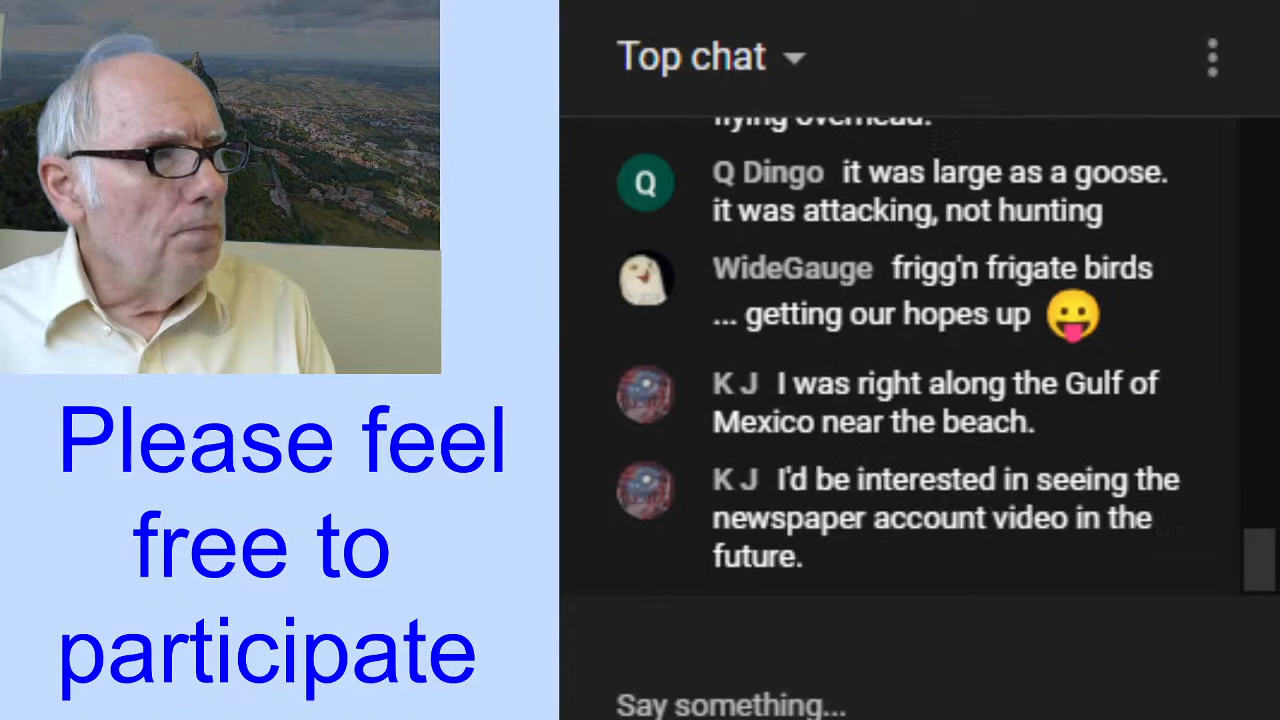 Please feel
free to
participate
Top chat
flying overhead.
Q
Q Dingo it was large as a goose.
it was attacking, not hunting
WideGauge frigg'n frigate birds
... getting our hopes up 😛
K J I was right along the Gulf of
Mexico near the beach.
K J I'd be interested in seeing the
newspaper account video in the
future.
Say something...